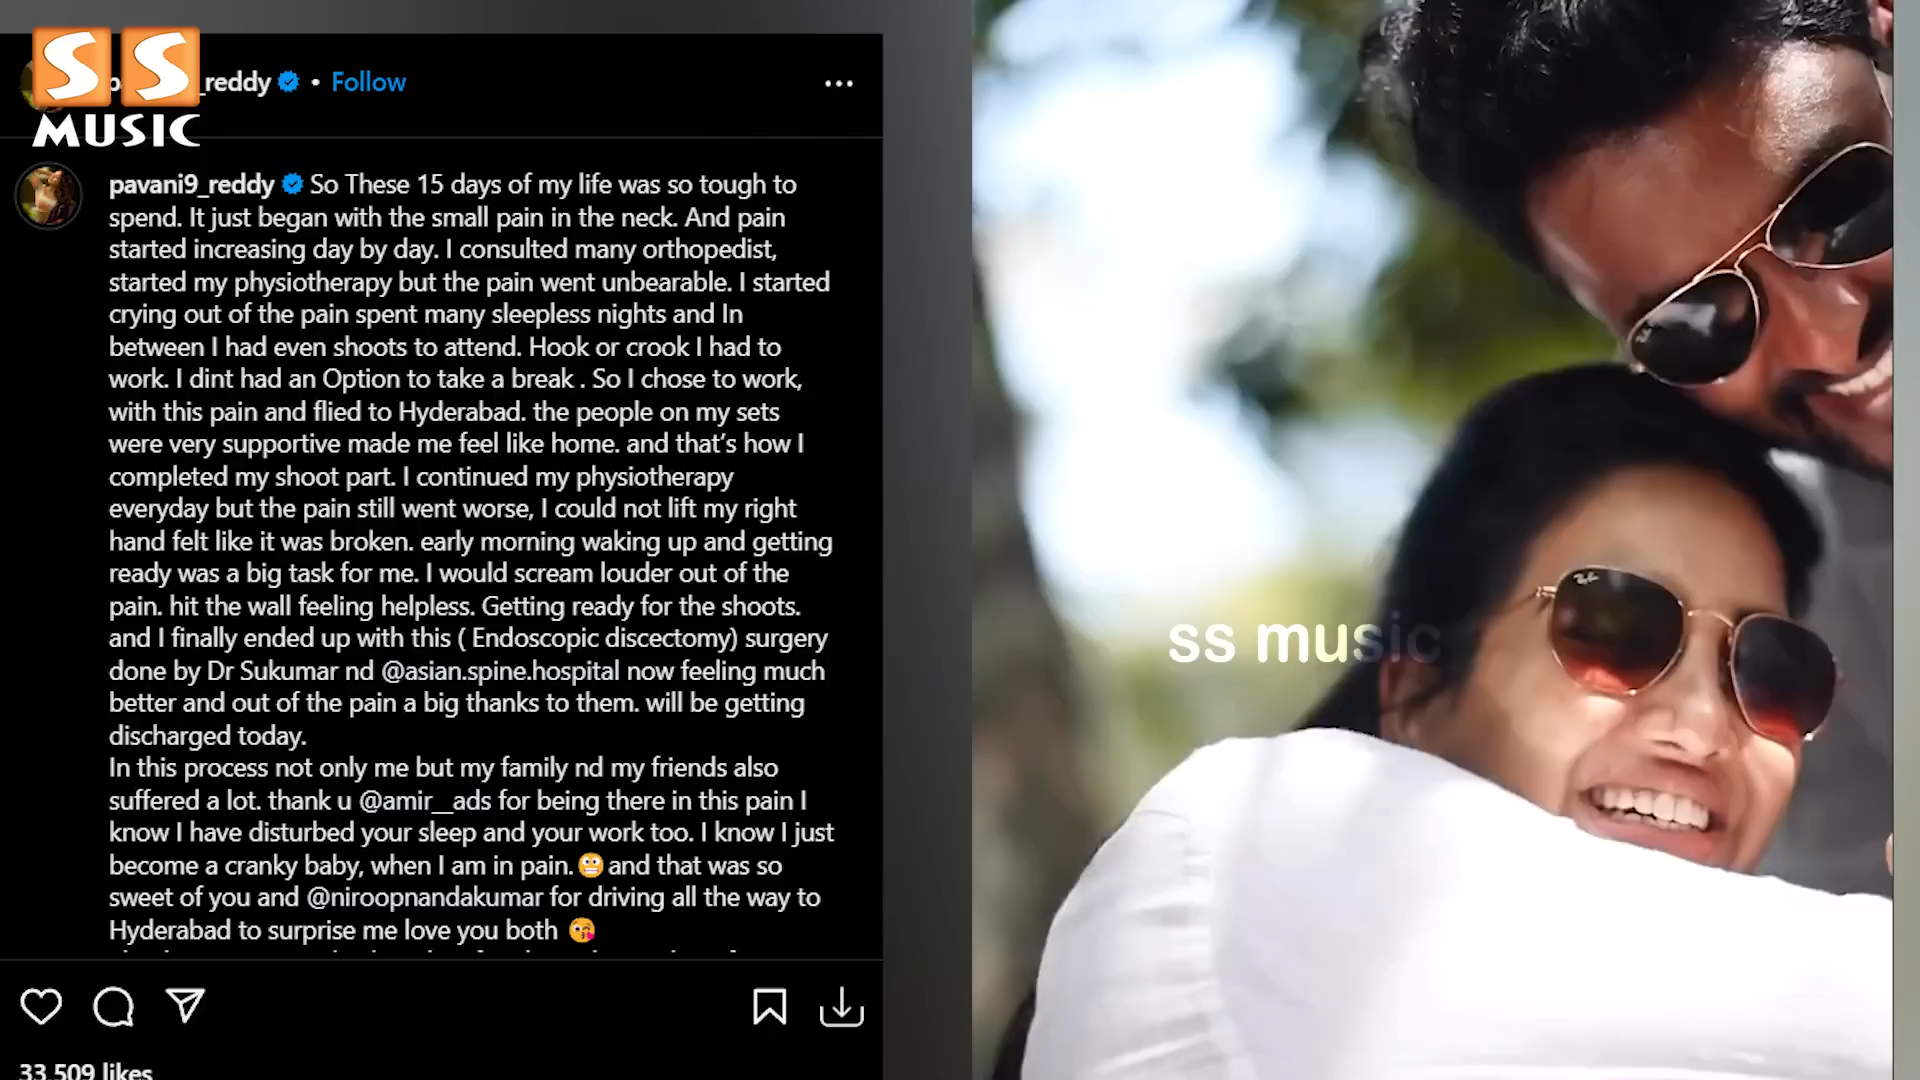 SS
MUSIC
_reddy • Follow
pavani9_reddy So These 15 days of my life was so tough to
spend. It just began with the small pain in the neck. And pain
started increasing day by day. I consulted many orthopedist,
started my physiotherapy but the pain went unbearable. I started
crying out of the pain spent many sleepless nights and In
between I had even shoots to attend. Hook or crook I had to
work. I dint had an Option to take a break . So I chose to work,
with this pain and flied to Hyderabad. the people on my sets
were very supportive made me feel like home. and that's how I
completed my shoot part. I continued my physiotherapy
everyday but the pain still went worse, I could not lift my right
hand felt like it was broken. early morning waking up and getting
ready was a big task for me. I would scream louder out of the
pain. hit the wall feeling helpless. Getting ready for the shoots.
and I finally ended up with this ( Endoscopic discectomy) surgery
done by Dr Sukumar nd @asian.spine.hospital now feeling much
better and out of the pain a big thanks to them. will be getting
discharged today.
In this process not only me but my family nd my friends also
suffered a lot. thank u @amir__ads for being there in this pain I
know I have disturbed your sleep and your work too. I know I just
become a cranky baby, when I am in pain.😬and that was so
sweet of you and @niroopnandakumar for driving all the way to
Hyderabad to surprise me love you both 😘
33,509 likes
ss music
Ray-Ban